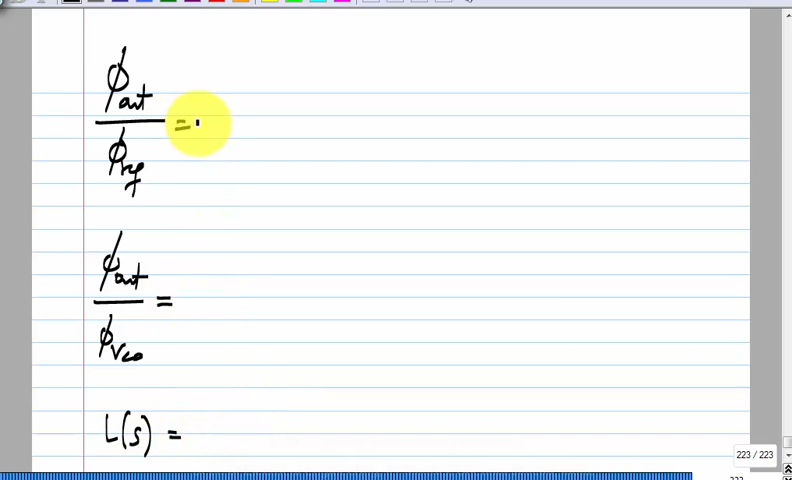 ϕout
ϕref
=
ϕout
ϕvco
=
L(s) =
223 / 223